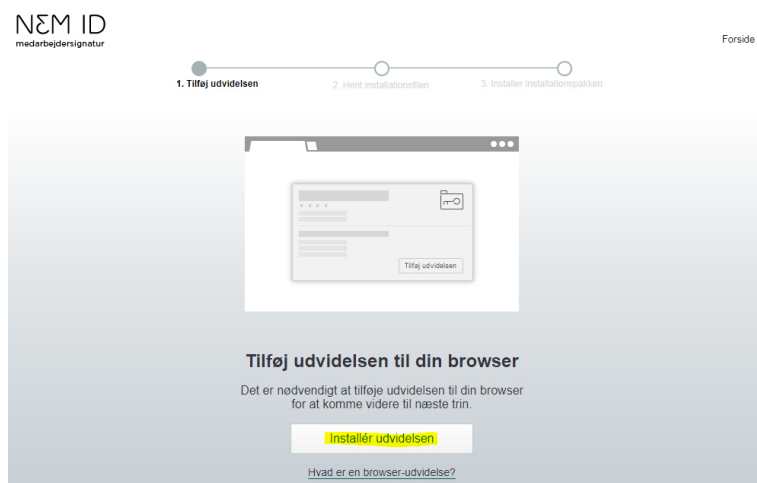 NEM ID
medarbejdersignatur
Forside
1. Tilføj udvidelsen
2. Hent installationsfilen
3. Installer installationspakken
Tilføj udvidelsen
Tilføj udvidelsen til din browser
Det er nødvendigt at tilføje udvidelsen til din browser
for at komme videre til næste trin.
Installér udvidelsen
Hvad er en browser-udvidelse?